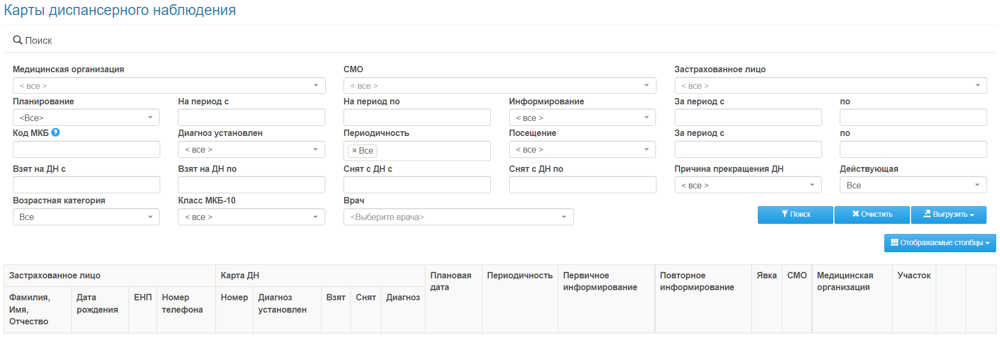 Карты диспансерного наблюдения
Поиск
Медицинская организация СМО Застрахованное лицо
< все > < все > < все >
Планирование На период с На период по Информирование За период с по
<Все> < все >
Код МКБ ? Диагноз установлен Периодичность Посещение За период с по
< все > × Все < все >
Взят на ДН с Взят на ДН по Снят с ДН с Снят с ДН по Причина прекращения ДН Действующая
< все > Все
Возрастная категория Класс МКБ-10 Врач
Все < все > <Выберите врача> Поиск Очистить Выгрузить
Отображаемые столбцы
Застрахованное лицо Карта ДН Плановая дата Периодичность Первичное информирование Повторное информирование Явка СМО Медицинская организация Участок
Фамилия, Имя, Отчество Дата рождения ЕНП Номер телефона Номер Диагноз установлен Взят Снят Диагноз